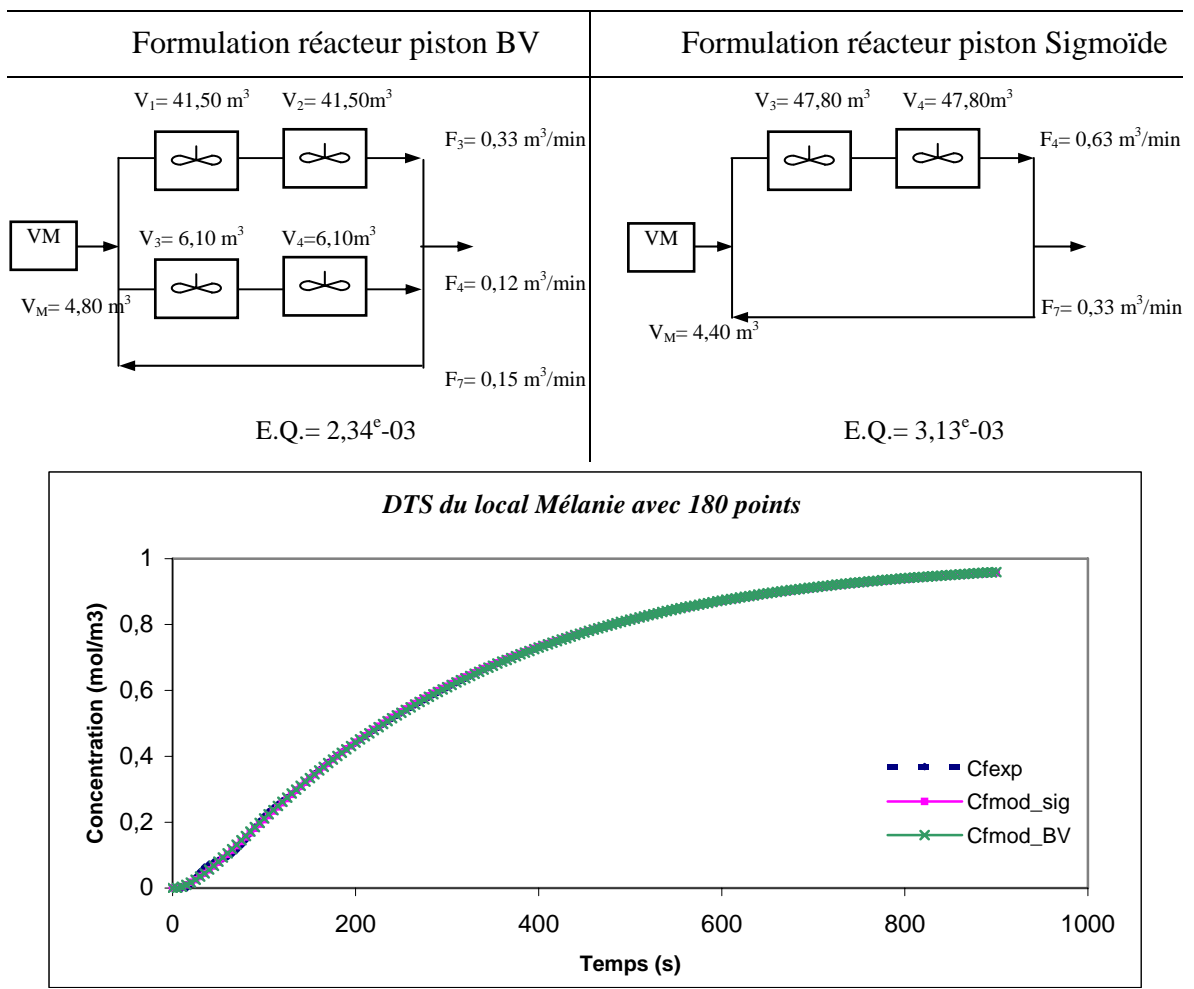 Formulation réacteur piston BV
V₁= 41,50 m³ V₂= 41,50m³
F₃= 0,33 m³/min
VM
V₃= 6,10 m³ V₄=6,10m³
F₄= 0,12 m³/min
V_M= 4,80 m³
F₇= 0,15 m³/min
E.Q.= 2,34ᵉ-03
Formulation réacteur piston Sigmoïde
V₃= 47,80 m³ V₄= 47,80m³
F₄= 0,63 m³/min
VM
F₇= 0,33 m³/min
V_M= 4,40 m³
E.Q.= 3,13ᵉ-03
DTS du local Mélanie avec 180 points
Concentration (mol/m3)
1
0,8
0,6
0,4
0,2
0
0 200 400 600 800 1000
Temps (s)
Cfexp
Cfmod_sig
Cfmod_BV